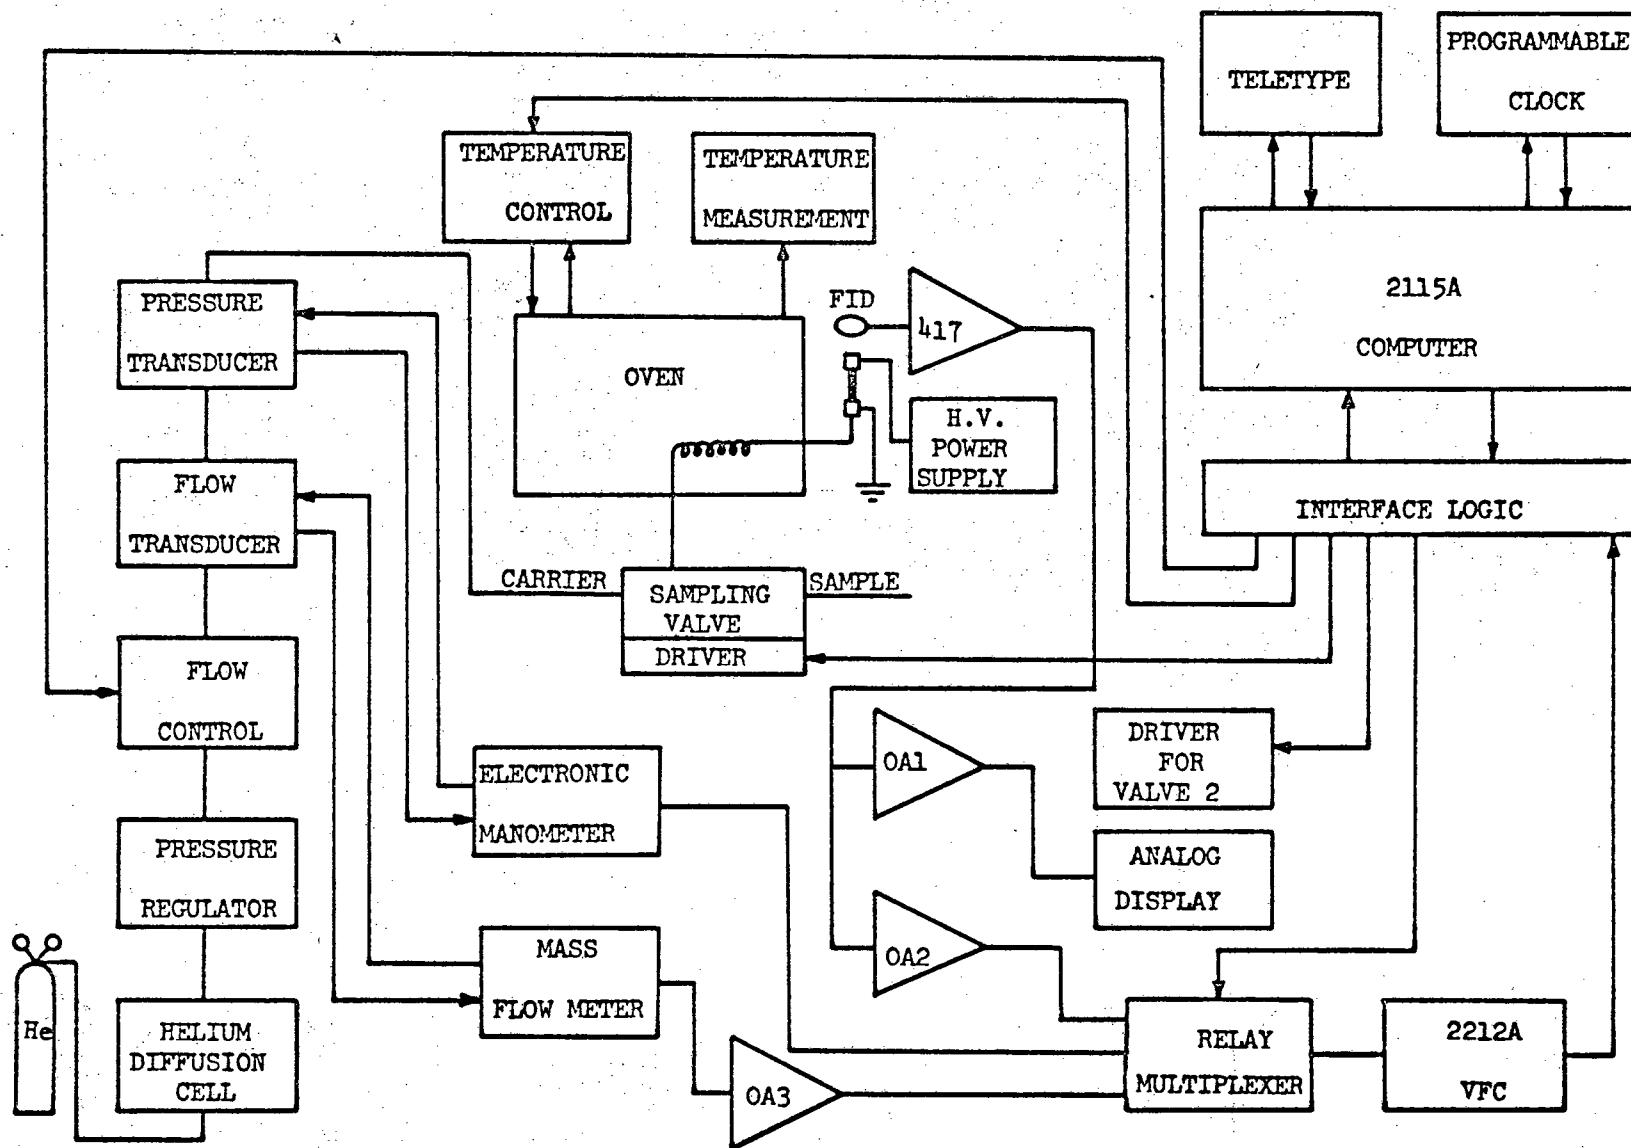 TELETYPE
PROGRAMMABLE
CLOCK
TEMPERATURE
CONTROL
TEMPERATURE
MEASUREMENT
PRESSURE
TRANSDUCER
FID
417
2115A
COMPUTER
OVEN
H.V.
POWER
SUPPLY
FLOW
TRANSDUCER
INTERFACE LOGIC
CARRIER
SAMPLING
VALVE
DRIVER
SAMPLE
FLOW
CONTROL
ELECTRONIC
MANOMETER
OA1
DRIVER
FOR
VALVE 2
PRESSURE
REGULATOR
ANALOG
DISPLAY
MASS
FLOW METER
OA2
He
HELIUM
DIFFUSION
CELL
OA3
RELAY
MULTIPLEXER
2212A
VFC